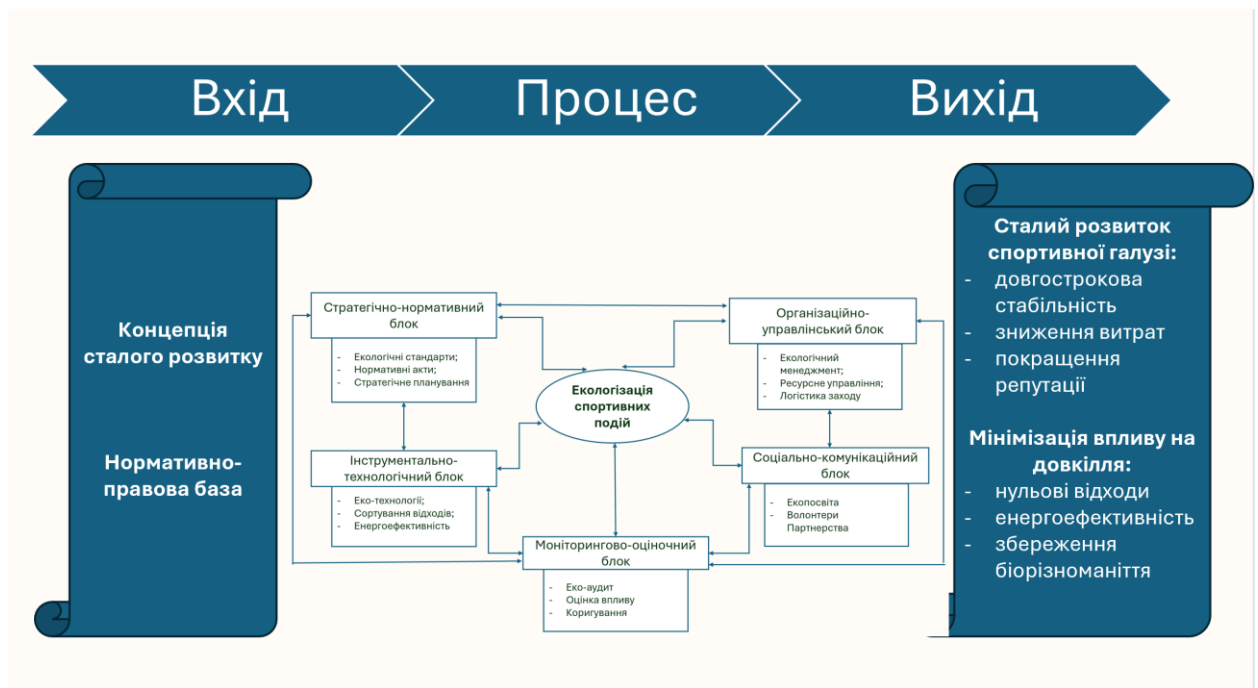 Вхід
Процес
Вихід
Концепція
сталого розвитку
Нормативно-
правова база
Стратегічно-нормативний
блок
- Екологічні стандарти;
- Нормативні акти;
- Стратегічне планування
Організаційно-
управлінський блок
- Екологічний
менеджмент;
- Ресурсне управління;
- Логістика заходу
Екологізація
спортивних
подій
Інструментально-
технологічний блок
- Еко-технології;
- Сортування відходів;
- Енергоефективність
Соціально-комунікаційний
блок
- Екпосвіта
- Волонтери
Партнерства
Моніторингово-оціночний
блок
- Еко-аудит
- Оцінка впливу
- Коригування
Сталий розвиток
спортивної галузі:
- довгострокова
стабільність
- зниження витрат
- покращення
репутації
Мінімізація впливу на
довкілля:
- нульові відходи
- енергоефективність
- збереження
біорізноманіття